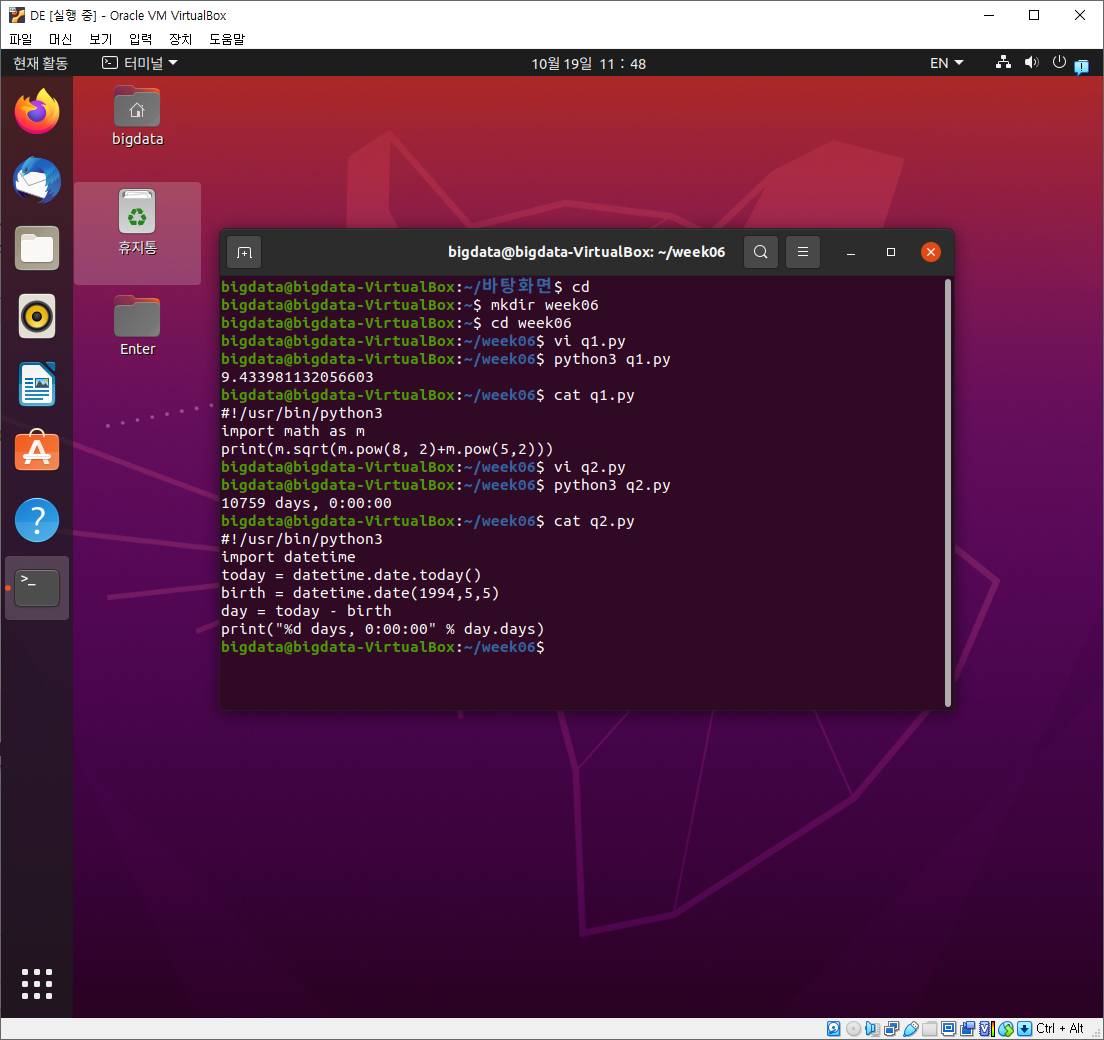 DE [실행 중] - Oracle VM VirtualBox
파일 머신 보기 입력 장치 도움말
현재 활동 터미널 10월 19일 11 : 48 EN
bigdata
휴지통
Enter
bigdata@bigdata-VirtualBox: ~/week06
bigdata@bigdata-VirtualBox:~/바탕화면$ cd
bigdata@bigdata-VirtualBox:~$ mkdir week06
bigdata@bigdata-VirtualBox:~$ cd week06
bigdata@bigdata-VirtualBox:~/week06$ vi q1.py
bigdata@bigdata-VirtualBox:~/week06$ python3 q1.py
9.433981132056603
bigdata@bigdata-VirtualBox:~/week06$ cat q1.py
#!/usr/bin/python3
import math as m
print(m.sqrt(m.pow(8, 2)+m.pow(5,2)))
bigdata@bigdata-VirtualBox:~/week06$ vi q2.py
bigdata@bigdata-VirtualBox:~/week06$ python3 q2.py
10759 days, 0:00:00
bigdata@bigdata-VirtualBox:~/week06$ cat q2.py
#!/usr/bin/python3
import datetime
today = datetime.date.today()
birth = datetime.date(1994,5,5)
day = today - birth
print("%d days, 0:00:00" % day.days)
bigdata@bigdata-VirtualBox:~/week06$
Ctrl + Alt